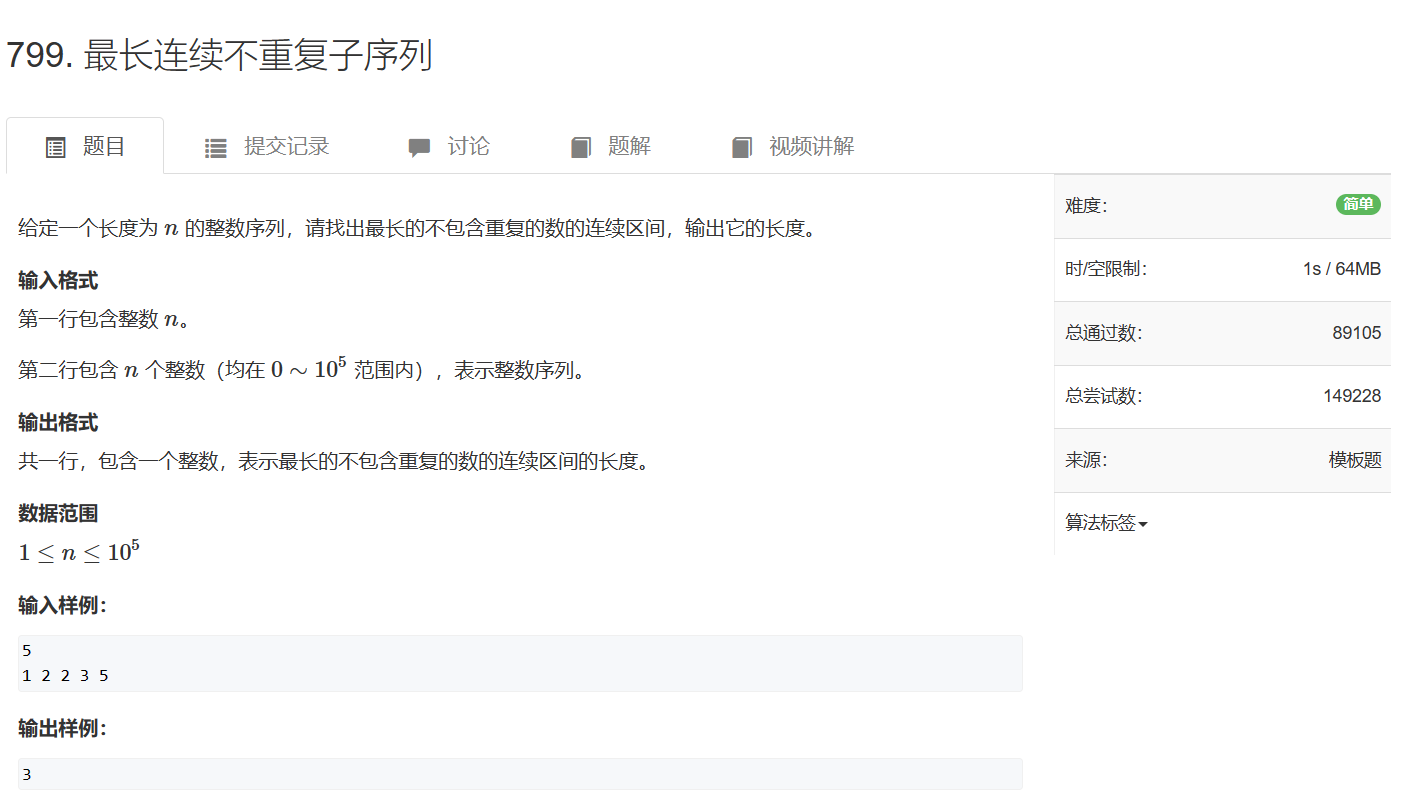 799. 最长连续不重复子序列
题目 提交记录 讨论 题解 视频讲解
给定一个长度为 n 的整数序列，请找出最长的不包含重复的数的连续区间，输出它的长度。
输入格式
第一行包含整数 n。
第二行包含 n 个整数（均在 0 ∼ 10⁵ 范围内），表示整数序列。
输出格式
共一行，包含一个整数，表示最长的不包含重复的数的连续区间的长度。
数据范围
1 ≤ n ≤ 10⁵
输入样例：
5
1 2 2 3 5
输出样例：
3
难度： 简单
时/空限制： 1s / 64MB
总通过数： 89105
总尝试数： 149228
来源： 模板题
算法标签